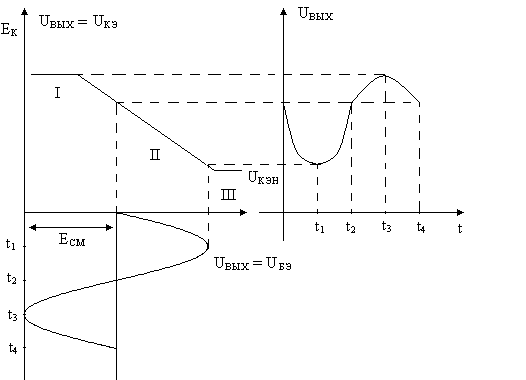 Eк
Uвых = Uкэ
Uвых
I
II
Uкэн
III
t1 t2 t3 t4 t
Eсм
t1
Uвых = Uбэ
t2
t3
t4